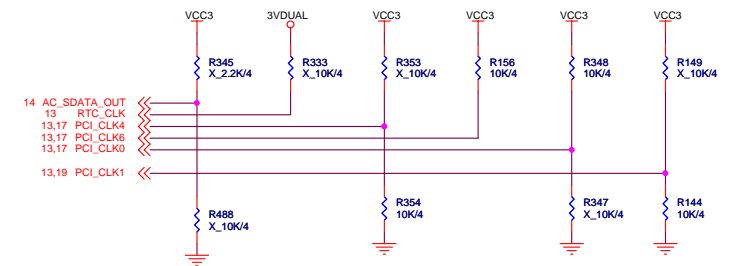 VCC3 3VDUAL VCC3 VCC3 VCC3 VCC3
R345 R333 R353 R156 R348 R149
X_2.2K/4 X_10K/4 X_10K/4 10K/4 10K/4 X_10K/4
14 AC_SDATA_OUT
13 RTC_CLK
13,17 PCI_CLK4
13,17 PCI_CLK6
13,17 PCI_CLK0
13,19 PCI_CLK1
R488 R354 R347 R144
X_10K/4 10K/4 X_10K/4 10K/4